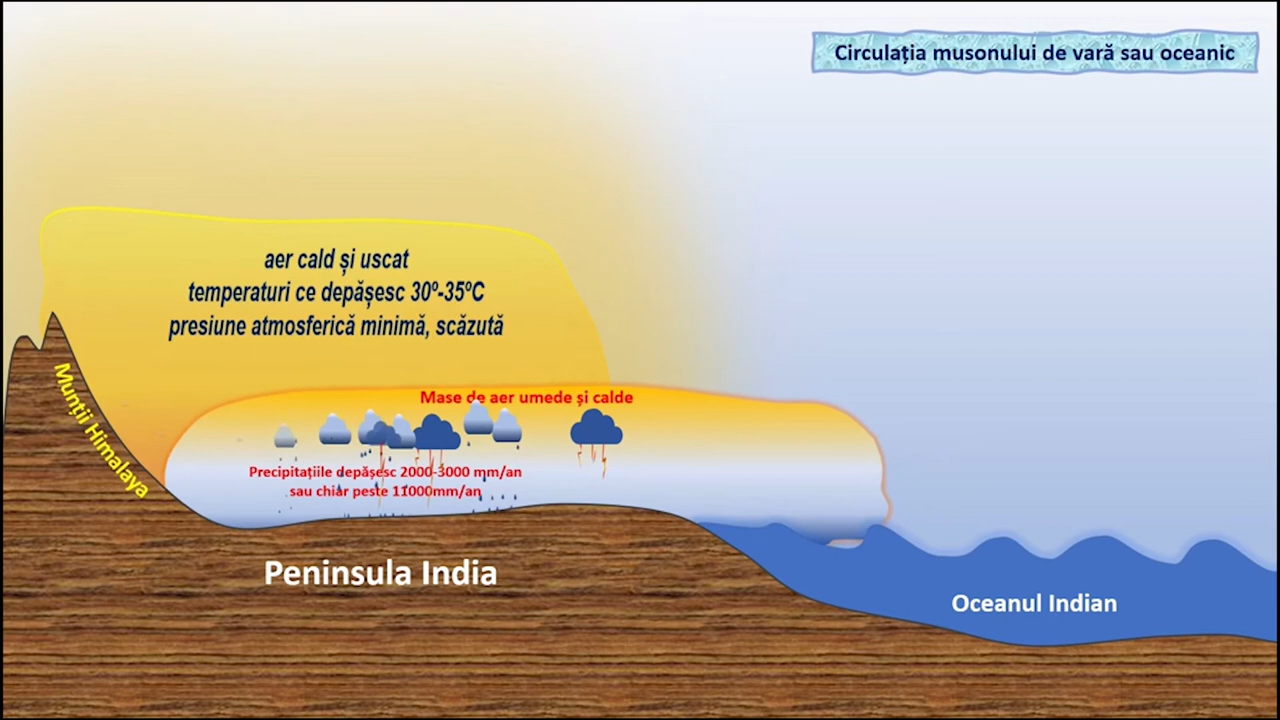 Circulația musonului de vară sau oceanic
aer cald și uscat
temperaturi ce depășesc 30º-35ºC
presiune atmosferică minimă, scăzută
Munții Himalaya
Mase de aer umede și calde
Precipitațiile depășesc 2000-3000 mm/an
sau chiar peste 11000mm/an
Peninsula India
Oceanul Indian